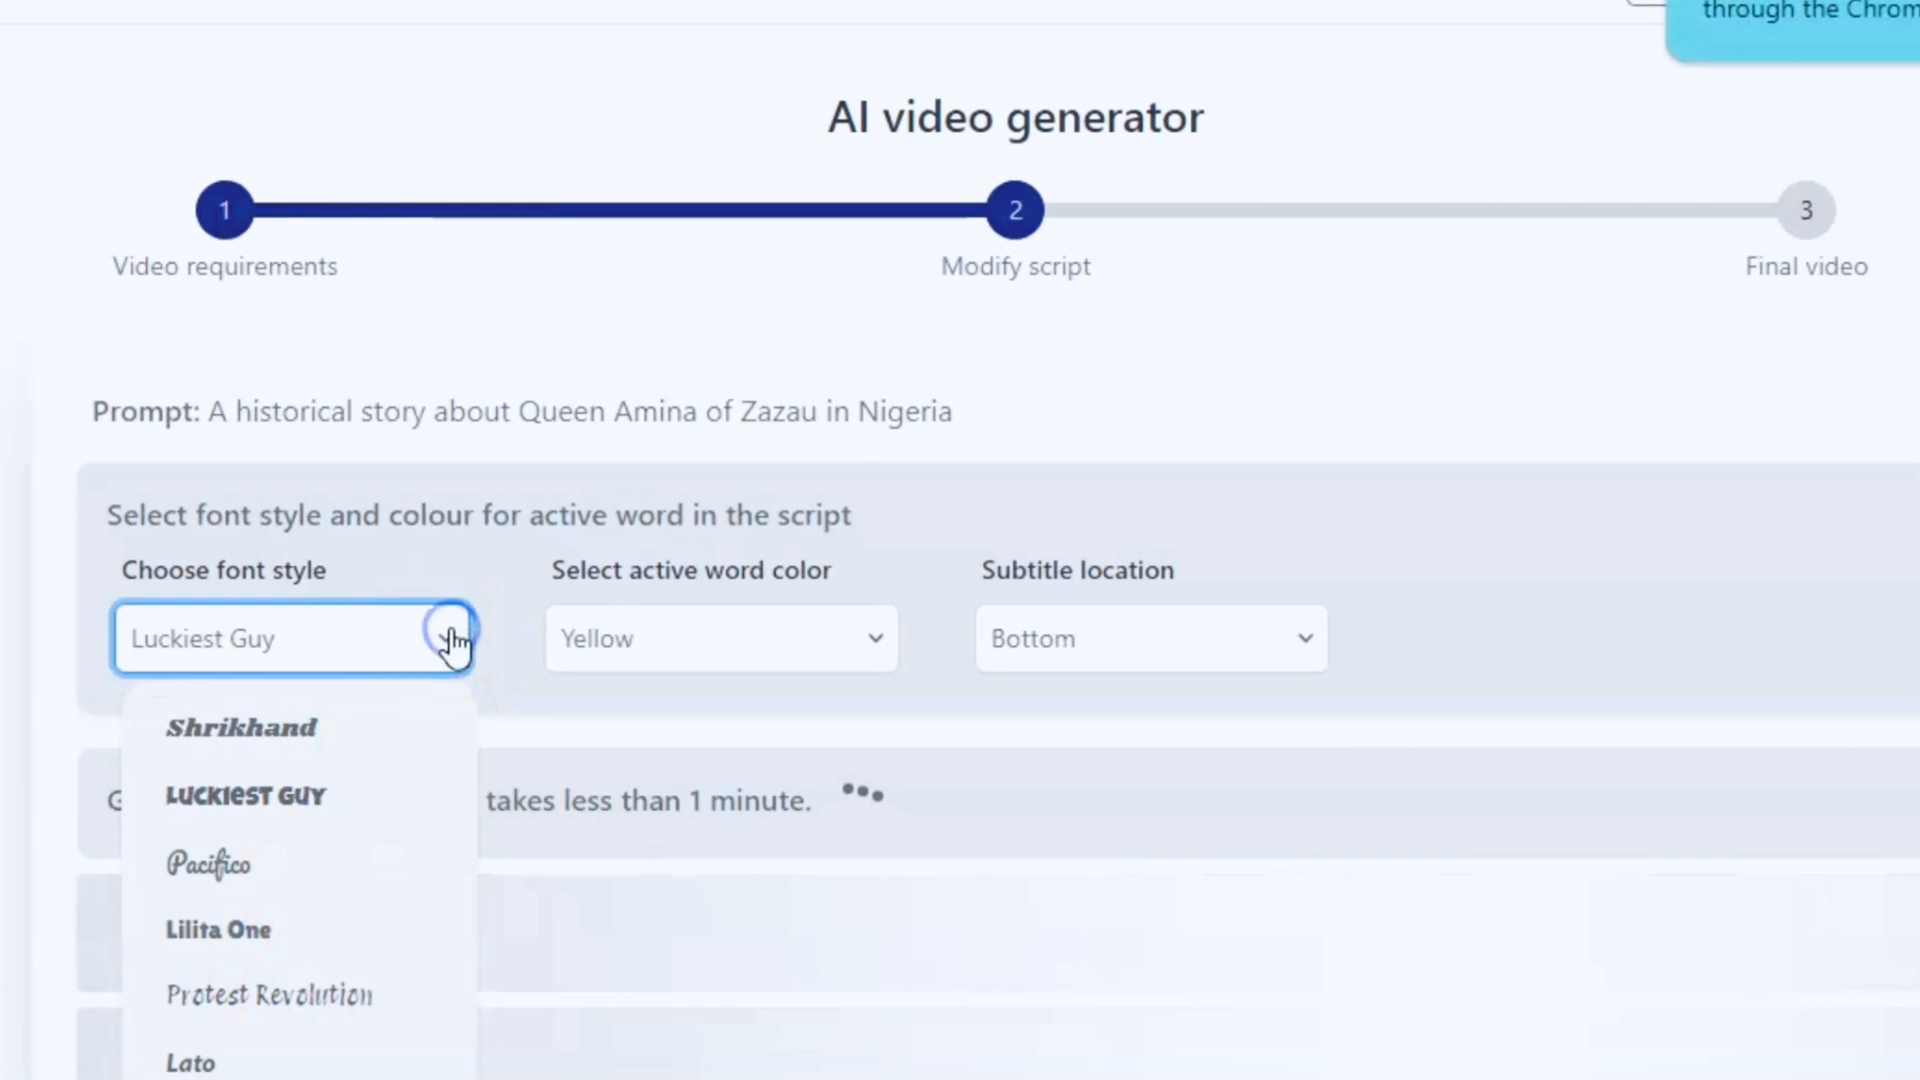 through the Chrom
AI video generator
1
2
3
Video requirements
Modify script
Final video
Prompt: A historical story about Queen Amina of Zazau in Nigeria
Select font style and colour for active word in the script
Choose font style
Select active word color
Subtitle location
Luckiest Guy
Yellow
Bottom
Shrikhand
Luckiest Guy
takes less than 1 minute.
Pacifico
Lilita One
Protest Revolution
Lato